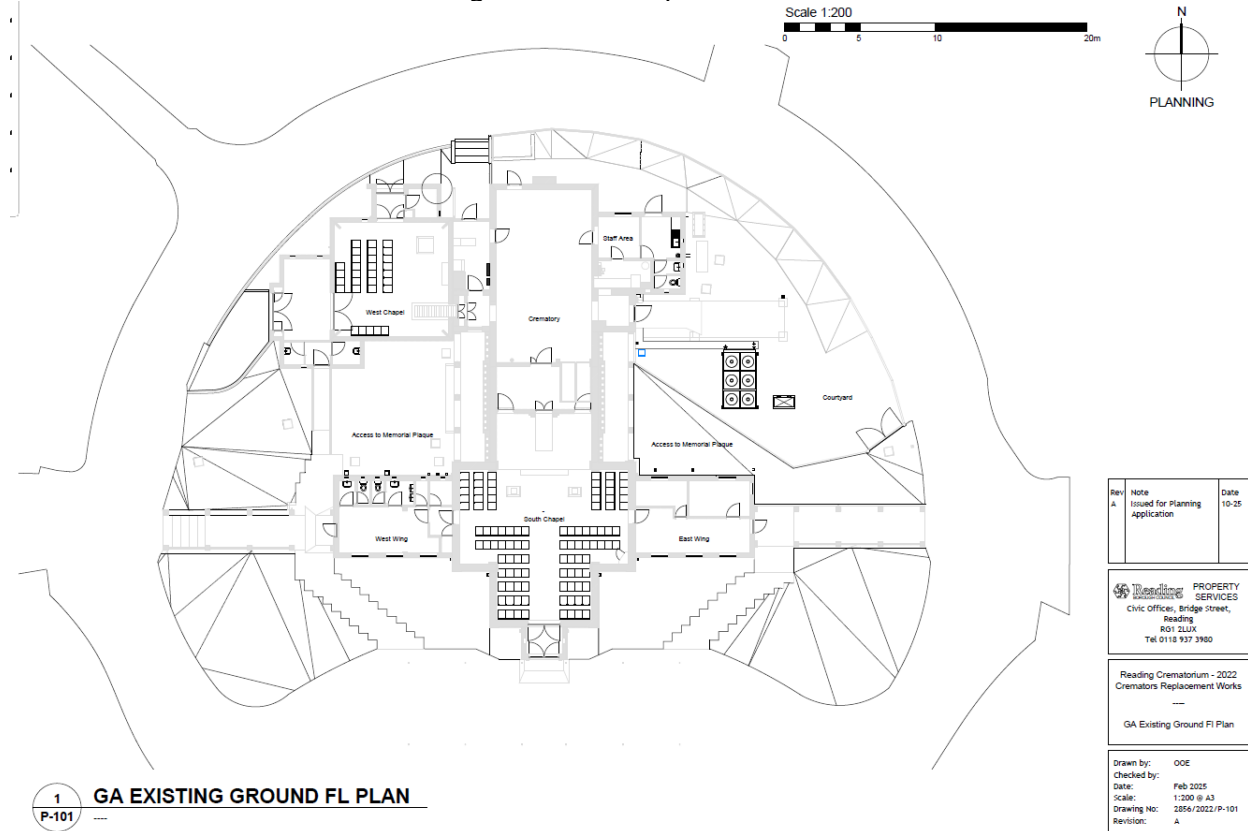 Scale 1:200
0 5 10 20m
N
PLANNING
Staff Area
West Chapel
Crematory
Courtyard
Access to Memorial Plaque
Access to Memorial Plaque
South Chapel
West Wing
East Wing
Rev Note Date
A Issued for Planning 10-25
Application
Reading PROPERTY
BOROUGH COUNCIL SERVICES
Civic Offices, Bridge Street,
Reading
RG1 2LUX
Tel 0118 937 3980
Reading Crematorium - 2022
Cremators Replacement Works
----
GA Existing Ground Fl Plan
Drawn by: OOE
Checked by:
Date: Feb 2025
Scale: 1:200 @ A3
Drawing No: 2856/2022/P-101
Revision: A
1 GA EXISTING GROUND FL PLAN
P-101 ----